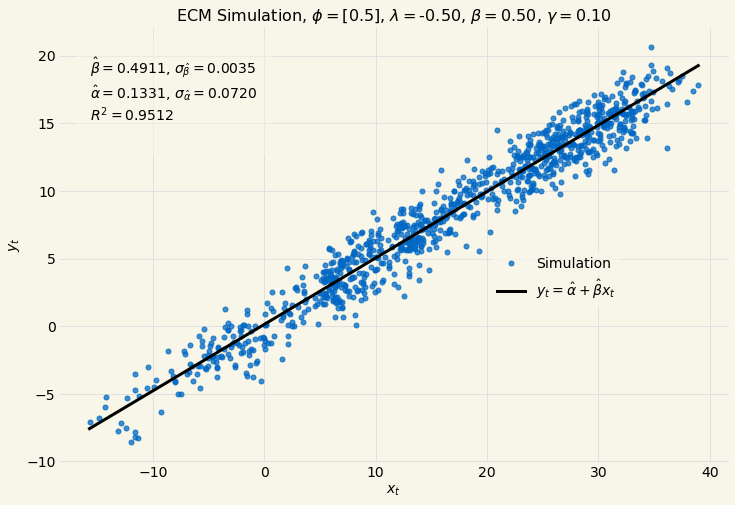 ECM Simulation, ϕ = [0.5], λ = -0.50, β = 0.50, γ = 0.10
β̂ = 0.4911, σ_β̂ = 0.0035
α̂ = 0.1331, σ_α̂ = 0.0720
R² = 0.9512
20
15
10
5
0
−5
−10
y_t
Simulation
y_t = α̂ + β̂x_t
−10 0 10 20 30 40
x_t